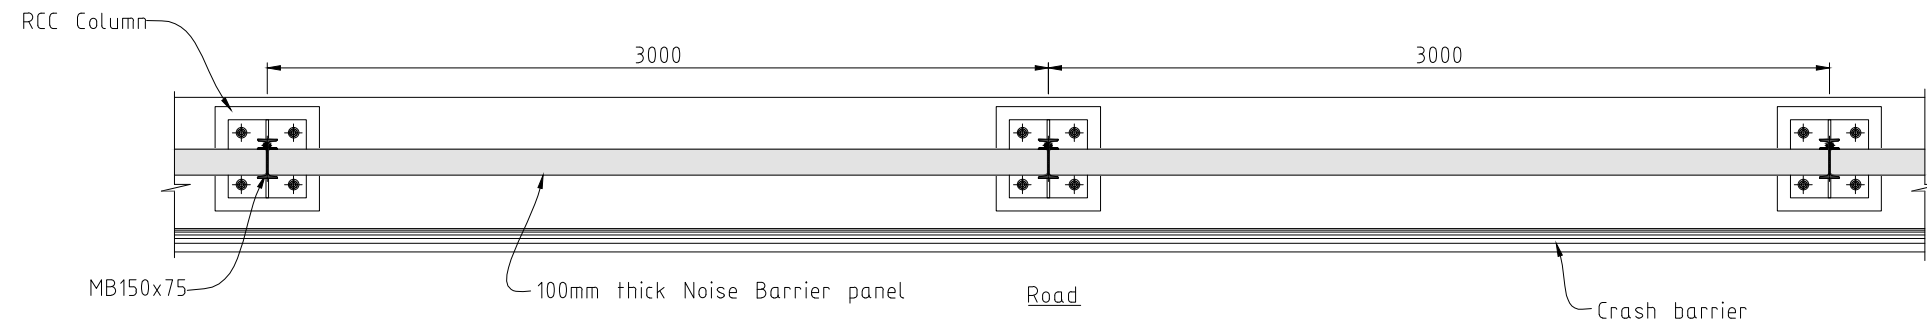 RCC Column
3000
3000
MB150x75
100mm thick Noise Barrier panel
Road
Crash barrier